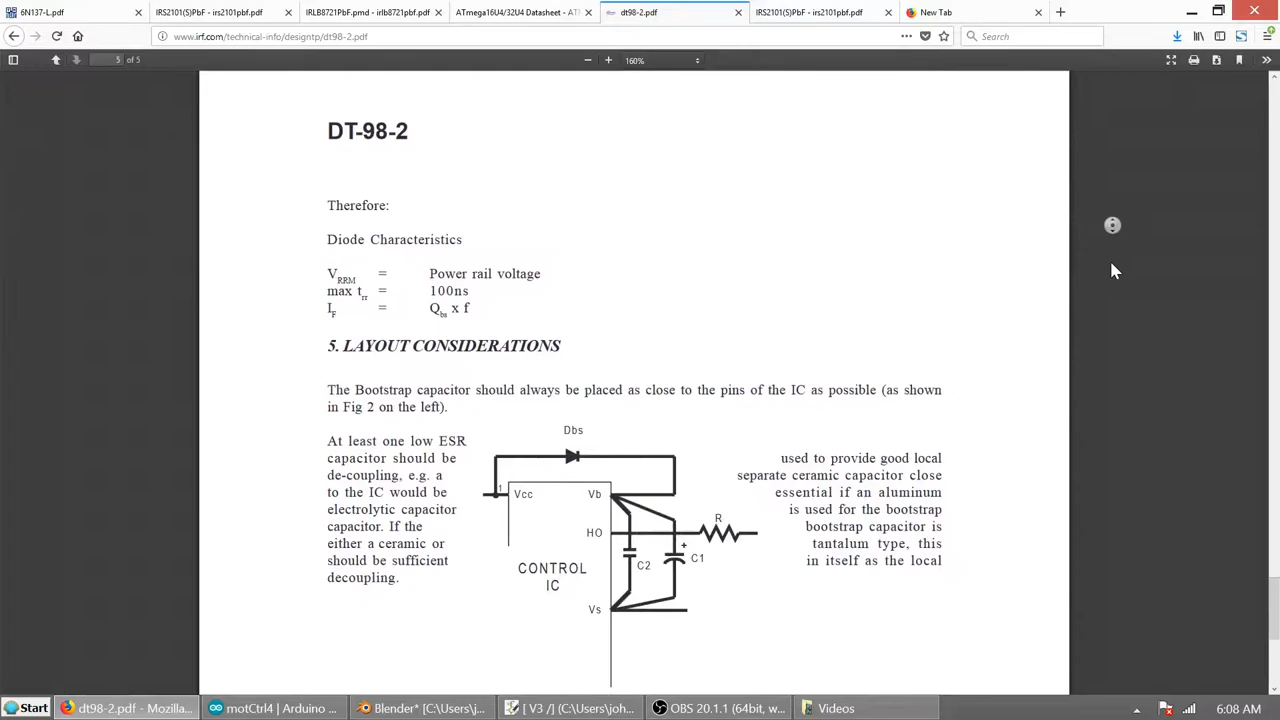 6N137-L.pdf
IRS2101(S)PbF - irs2101pbf.pdf
IRLB8721PbF.pmd - irlb8721pbf.pdf
ATmega16U4/32U4 Datasheet - AT
dt98-2.pdf
IRS2101(S)PbF - irs2101pbf.pdf
New Tab
www.irf.com/technical-info/designtp/dt98-2.pdf
Search
5 of 5
160%
DT-98-2
Therefore:
Diode Characteristics
VRRM = Power rail voltage
max trr = 100ns
IF = Qbs x f
5. LAYOUT CONSIDERATIONS
The Bootstrap capacitor should always be placed as close to the pins of the IC as possible (as shown
in Fig 2 on the left).
At least one low ESR used to provide good local
capacitor should be separate ceramic capacitor close
de-coupling, e.g. a essential if an aluminum
to the IC would be is used for the bootstrap
electrolytic capacitor bootstrap capacitor is
capacitor. If the tantalum type, this
either a ceramic or in itself as the local
should be sufficient
decoupling.
Dbs
1 Vcc Vb
R
HO
+
C2 C1
CONTROL
IC
Vs
Start
dt98-2.pdf - Mozilla...
motCtrl4 | Arduino ...
Blender* [C:\Users\j...
[ V3 /] (C:\Users\joh...
OBS 20.1.1 (64bit, w...
Videos
6:08 AM